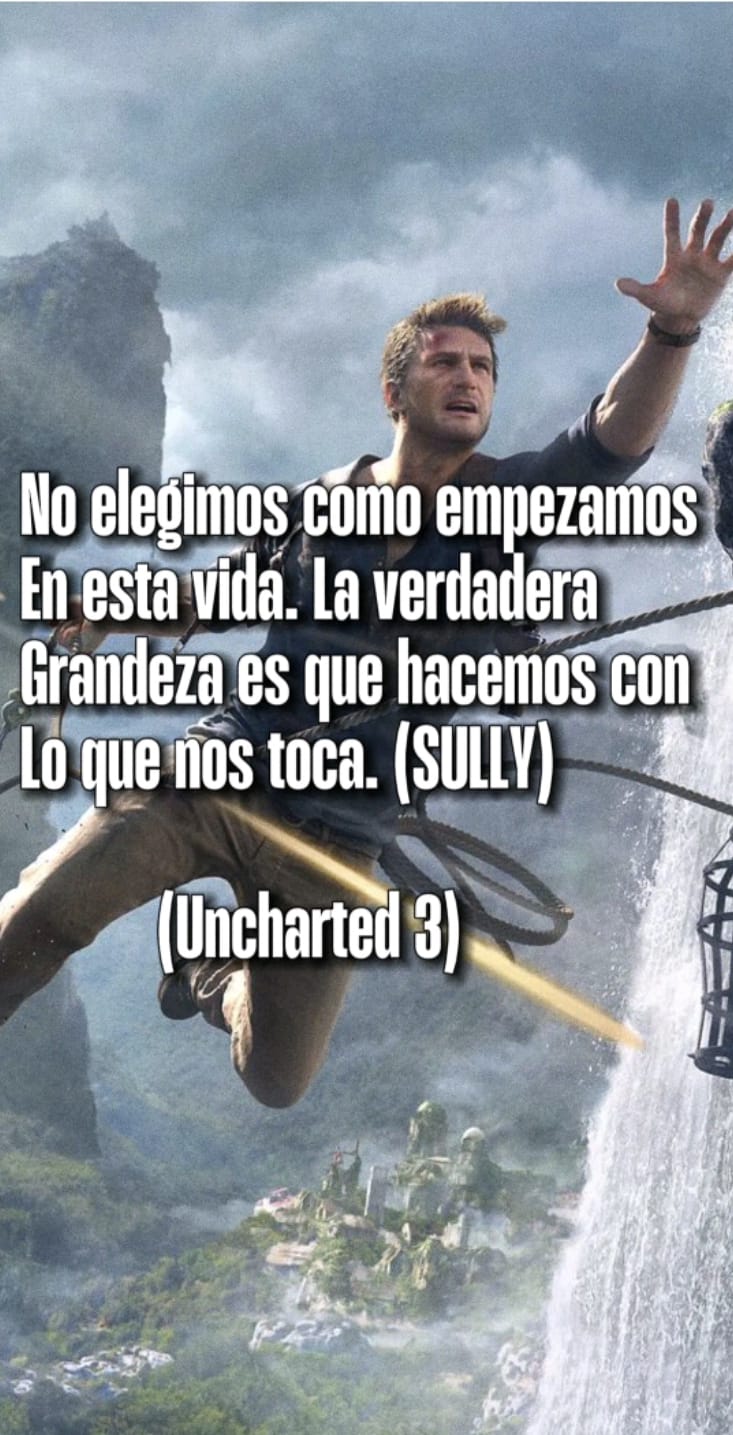 No elegimos como empezamos
En esta vida. La verdadera
Grandeza es que hacemos con
Lo que nos toca. (SULLY)
(Uncharted 3)